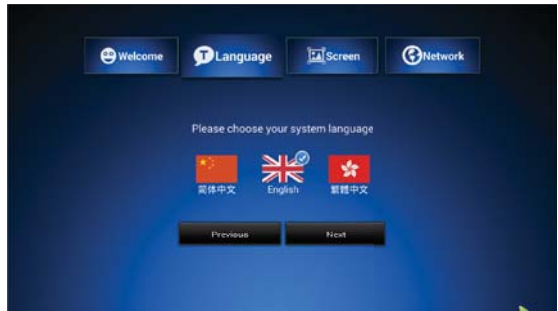 Welcome
Language
Screen
Network
Please choose your system language
简体中文
English
繁體中文
Previous
Next